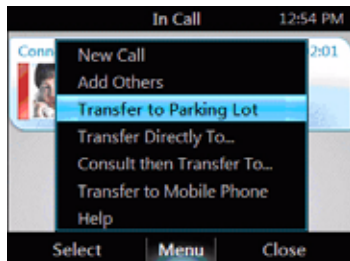 In Call 12:54 PM
Conn 2:01
New Call
Add Others
Transfer to Parking Lot
Transfer Directly To...
Consult then Transfer To...
Transfer to Mobile Phone
Help
Select Menu Close